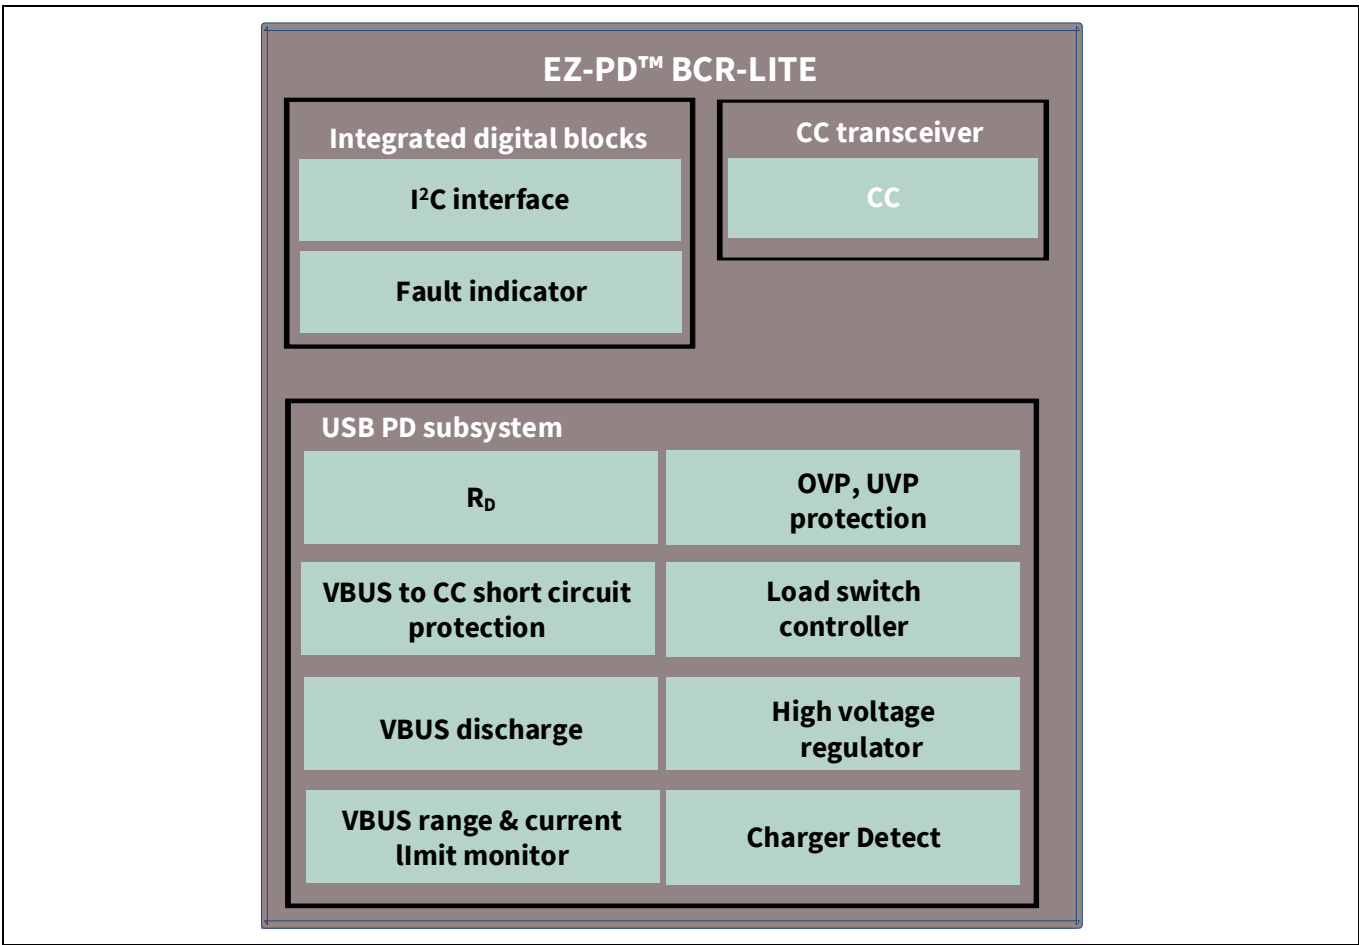 EZ-PD™ BCR-LITE
Integrated digital blocks
I²C interface
Fault indicator
CC transceiver
CC
USB PD subsystem
R_D
OVP, UVP
protection
VBUS to CC short circuit
protection
Load switch
controller
VBUS discharge
High voltage
regulator
VBUS range & current
lImit monitor
Charger Detect